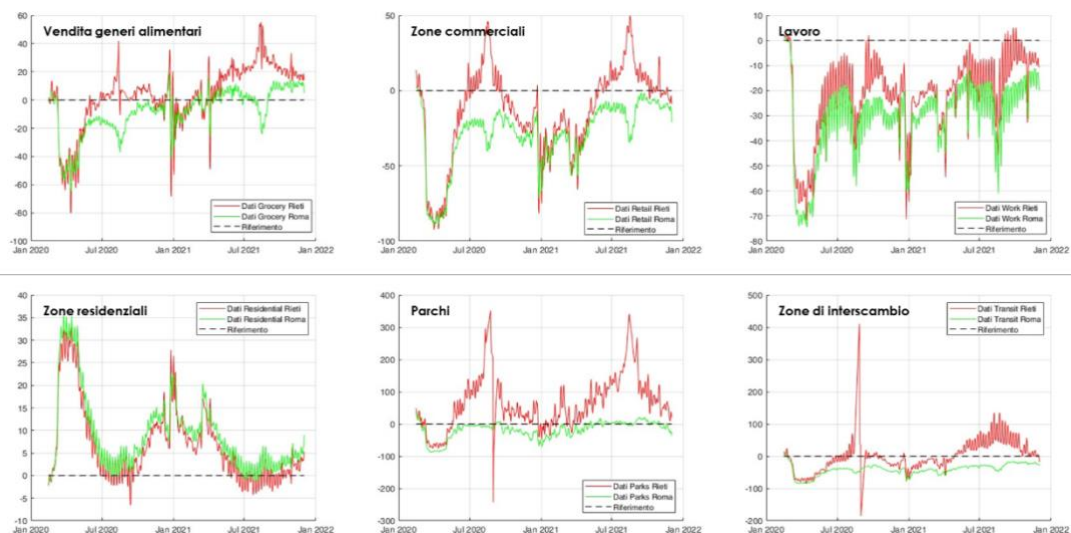 Vendita generi alimentari
60
40
20
0
-20
-40
-60
-80
-100
Jan 2020
Jul 2020
Jan 2021
Jul 2021
Jan 2022
Dati Grocery Rieti
Dati Grocery Roma
Riferimento
Zone commerciali
50
0
-50
-100
Jan 2020
Jul 2020
Jan 2021
Jul 2021
Jan 2022
Dati Retail Rieti
Dati Retail Roma
Riferimento
Lavoro
10
0
-10
-20
-30
-40
-50
-60
-70
-80
Jan 2020
Jul 2020
Jan 2021
Jul 2021
Jan 2022
Dati Work Rieti
Dati Work Roma
Riferimento
Zone residenziali
40
35
30
25
20
15
10
5
0
-5
-10
Jan 2020
Jul 2020
Jan 2021
Jul 2021
Jan 2022
Dati Residential Rieti
Dati Residential Roma
Riferimento
Parchi
400
300
200
100
0
-100
-200
-300
Jan 2020
Jul 2020
Jan 2021
Jul 2021
Jan 2022
Dati Parks Rieti
Dati Parks Roma
Riferimento
Zone di interscambio
500
400
300
200
100
0
-100
-200
Jan 2020
Jul 2020
Jan 2021
Jul 2021
Jan 2022
Dati Transit Rieti
Dati Transit Roma
Riferimento